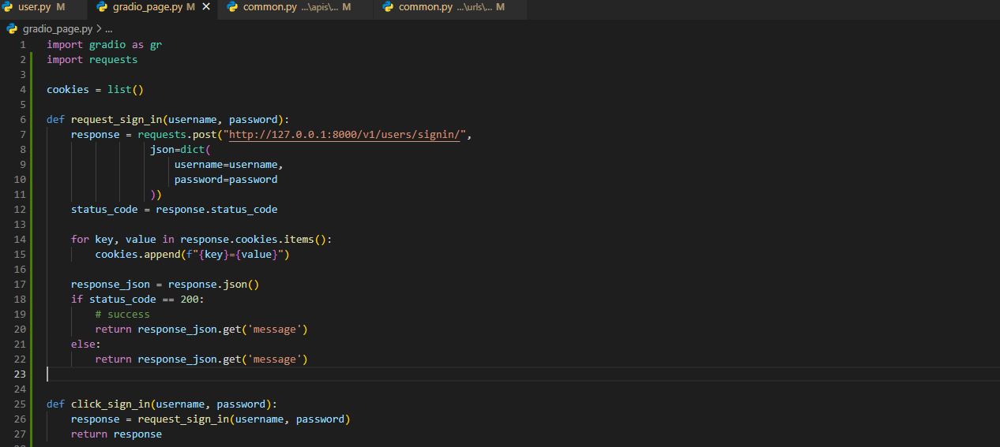 user.py M gradio_page.py M × common.py ...\apis\... M common.py ...\urls\... M
gradio_page.py > ...
1 import gradio as gr
2 import requests
3
4 cookies = list()
5
6 def request_sign_in(username, password):
7     response = requests.post("http://127.0.0.1:8000/v1/users/signin/",
8                  json=dict(
9                      username=username,
10                     password=password
11                 ))
12    status_code = response.status_code
13
14    for key, value in response.cookies.items():
15        cookies.append(f"{key}={value}")
16
17    response_json = response.json()
18    if status_code == 200:
19        # success
20        return response_json.get('message')
21    else:
22        return response_json.get('message')
23
24
25 def click_sign_in(username, password):
26    response = request_sign_in(username, password)
27    return response